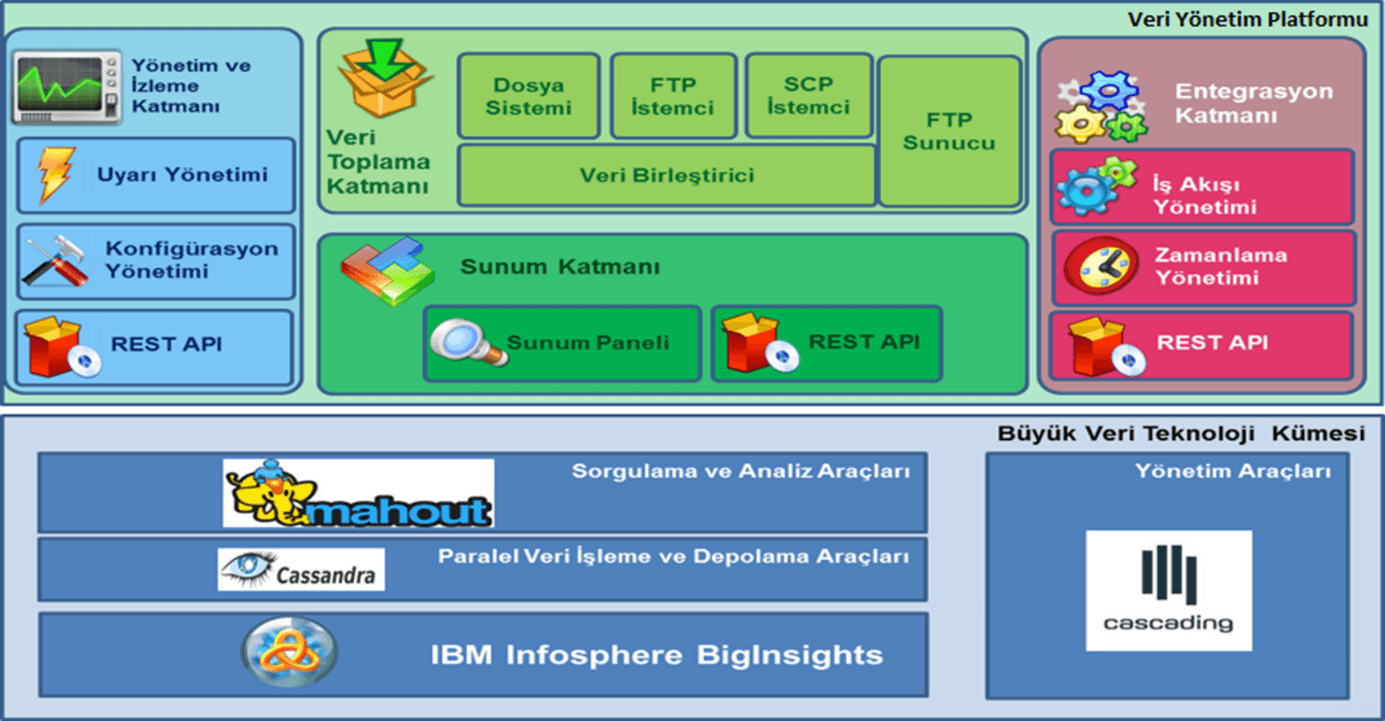 Veri Yönetim Platformu
Yönetim ve
İzleme
Katmanı
Uyarı Yönetimi
Konfigürasyon
Yönetimi
REST API
Veri
Toplama
Katmanı
Dosya
Sistemi
FTP
İstemci
SCP
İstemci
FTP
Sunucu
Veri Birleştirici
Sunum Katmanı
Sunum Paneli
REST API
Entegrasyon
Katmanı
İş Akışı
Yönetimi
Zamanlama
Yönetimi
REST API
Büyük Veri Teknoloji Kümesi
Sorgulama ve Analiz Araçları
mahout
Paralel Veri İşleme ve Depolama Araçları
Cassandra
IBM Infosphere BigInsights
Yönetim Araçları
cascading